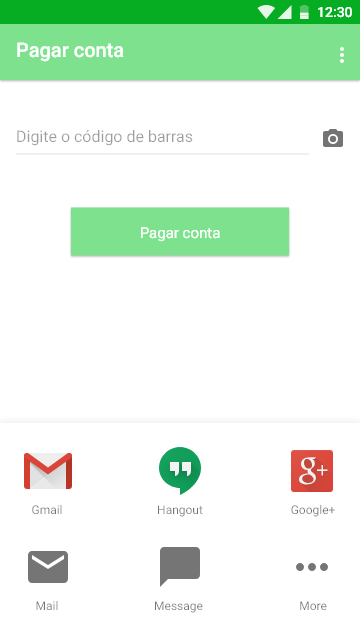 12:30
Pagar conta
Digite o código de barras
Pagar conta
Gmail Hangout Google+
Mail Message More